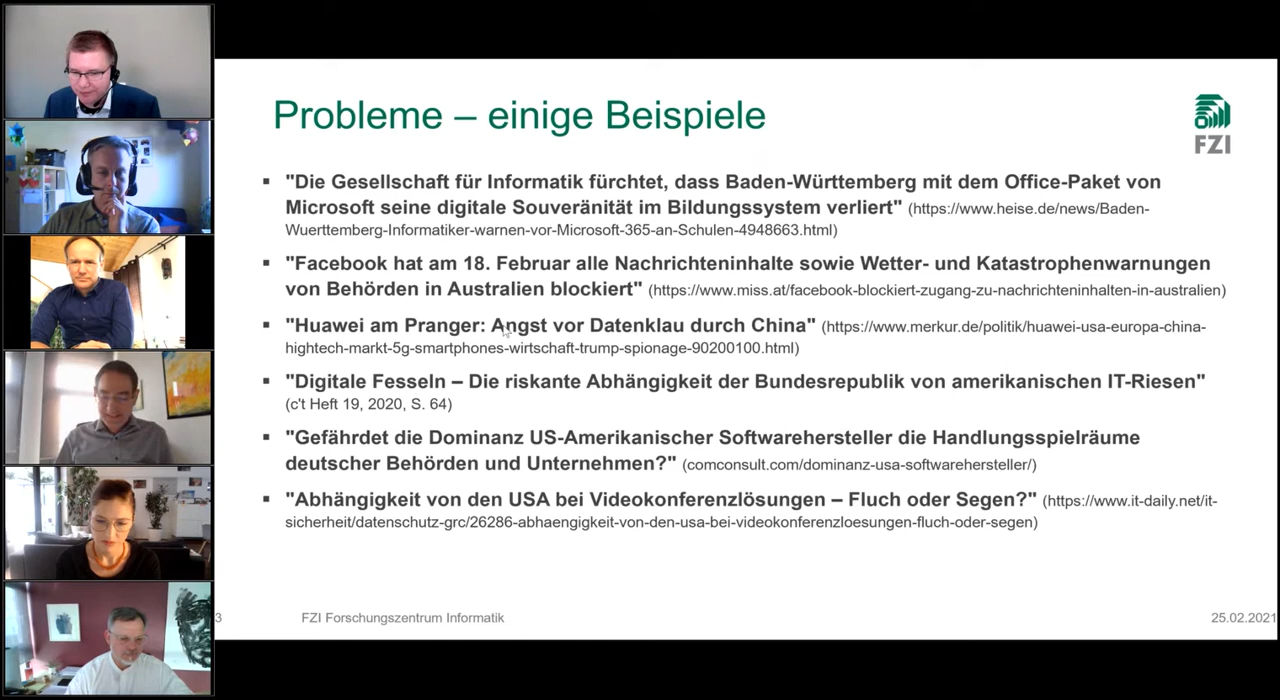 Probleme – einige Beispiele
FZI
▪ "Die Gesellschaft für Informatik fürchtet, dass Baden-Württemberg mit dem Office-Paket von
Microsoft seine digitale Souveränität im Bildungssystem verliert" (https://www.heise.de/news/Baden-
Wuerttemberg-Informatiker-warnen-vor-Microsoft-365-an-Schulen-4948663.html)
▪ "Facebook hat am 18. Februar alle Nachrichteninhalte sowie Wetter- und Katastrophenwarnungen
von Behörden in Australien blockiert" (https://www.miss.at/facebook-blockiert-zugang-zu-nachrichteninhalten-in-australien)
▪ "Huawei am Pranger: Angst vor Datenklau durch China" (https://www.merkur.de/politik/huawei-usa-europa-china-
hightech-markt-5g-smartphones-wirtschaft-trump-spionage-90200100.html)
▪ "Digitale Fesseln – Die riskante Abhängigkeit der Bundesrepublik von amerikanischen IT-Riesen"
(c't Heft 19, 2020, S. 64)
▪ "Gefährdet die Dominanz US-Amerikanischer Softwarehersteller die Handlungsspielräume
deutscher Behörden und Unternehmen?" (comconsult.com/dominanz-usa-softwarehersteller/)
▪ "Abhängigkeit von den USA bei Videokonferenzlösungen – Fluch oder Segen?" (https://www.it-daily.net/it-
sicherheit/datenschutz-grc/26286-abhaengigkeit-von-den-usa-bei-videokonferenzloesungen-fluch-oder-segen)
3 FZI Forschungszentrum Informatik 25.02.2021